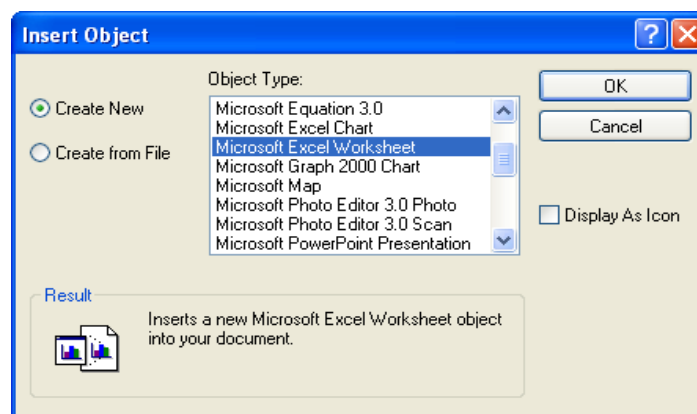 Insert Object
Object Type:
Create New
Create from File
Microsoft Equation 3.0
Microsoft Excel Chart
Microsoft Excel Worksheet
Microsoft Graph 2000 Chart
Microsoft Map
Microsoft Photo Editor 3.0 Photo
Microsoft Photo Editor 3.0 Scan
Microsoft PowerPoint Presentation
OK
Cancel
Display As Icon
Result
Inserts a new Microsoft Excel Worksheet object
into your document.